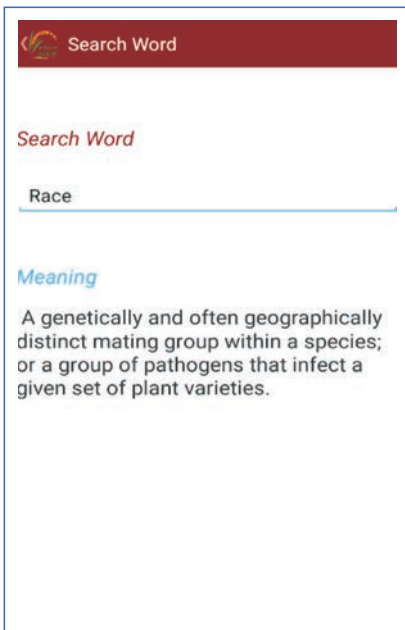 Search Word
Search Word
Race
Meaning
A genetically and often geographically
distinct mating group within a species;
or a group of pathogens that infect a
given set of plant varieties.